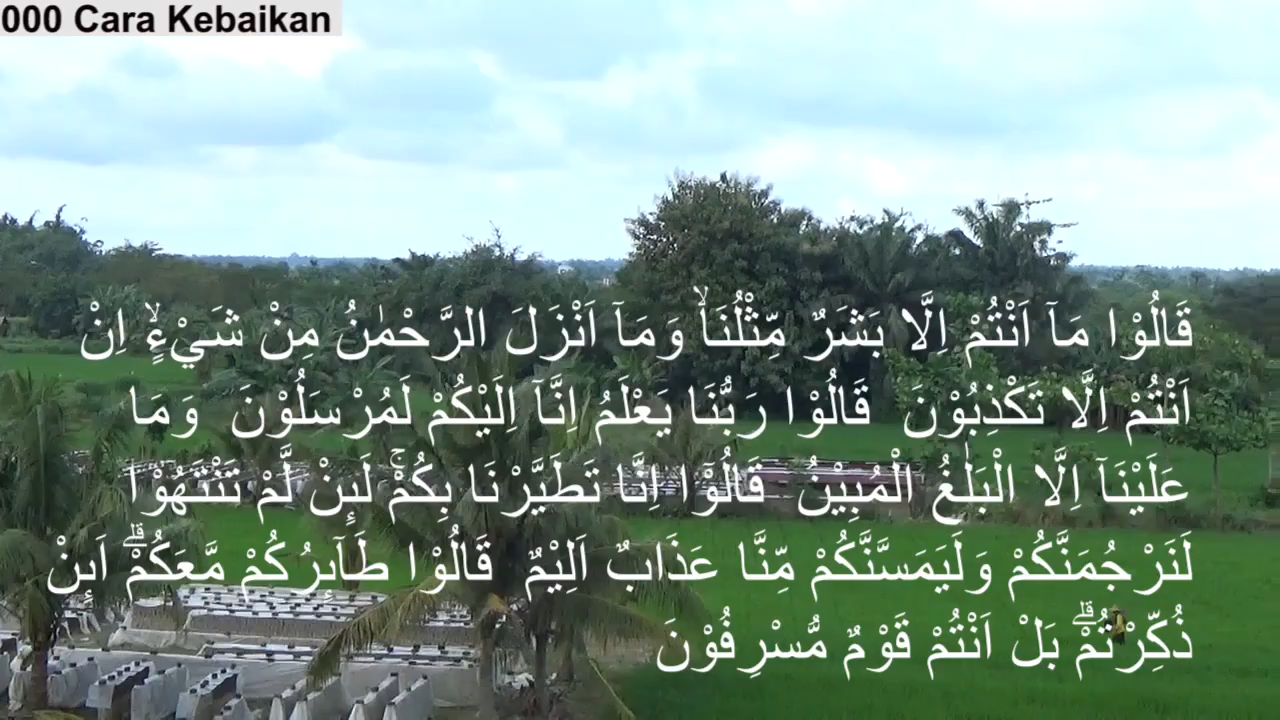 000 Cara Kebaikan
قَالُوْا مَآ اَنْتُمْ اِلَّا بَشَرٌ مِّثْلُنَاۙ وَمَآ اَنْزَلَ الرَّحْمٰنُ مِنْ شَيْءٍۙ اِنْ
اَنْتُمْ اِلَّا تَكْذِبُوْنَ قَالُوْا رَبُّنَا يَعْلَمُ اِنَّآ اِلَيْكُمْ لَمُرْسَلُوْنَ وَمَا
عَلَيْنَآ اِلَّا الْبَلٰغُ الْمُبِيْنُ قَالُوْٓا اِنَّا تَطَيَّرْنَا بِكُمْۚ لَىِٕنْ لَّمْ تَنْتَهُوْا
لَنَرْجُمَنَّكُمْ وَلَيَمَسَّنَّكُمْ مِّنَّا عَذَابٌ اَلِيْمٌ قَالُوْا طَاۤىِٕرُكُمْ مَّعَكُمْۗ اَىِٕنْ
ذُكِّرْتُمْۗ بَلْ اَنْتُمْ قَوْمٌ مُّسْرِفُوْنَ